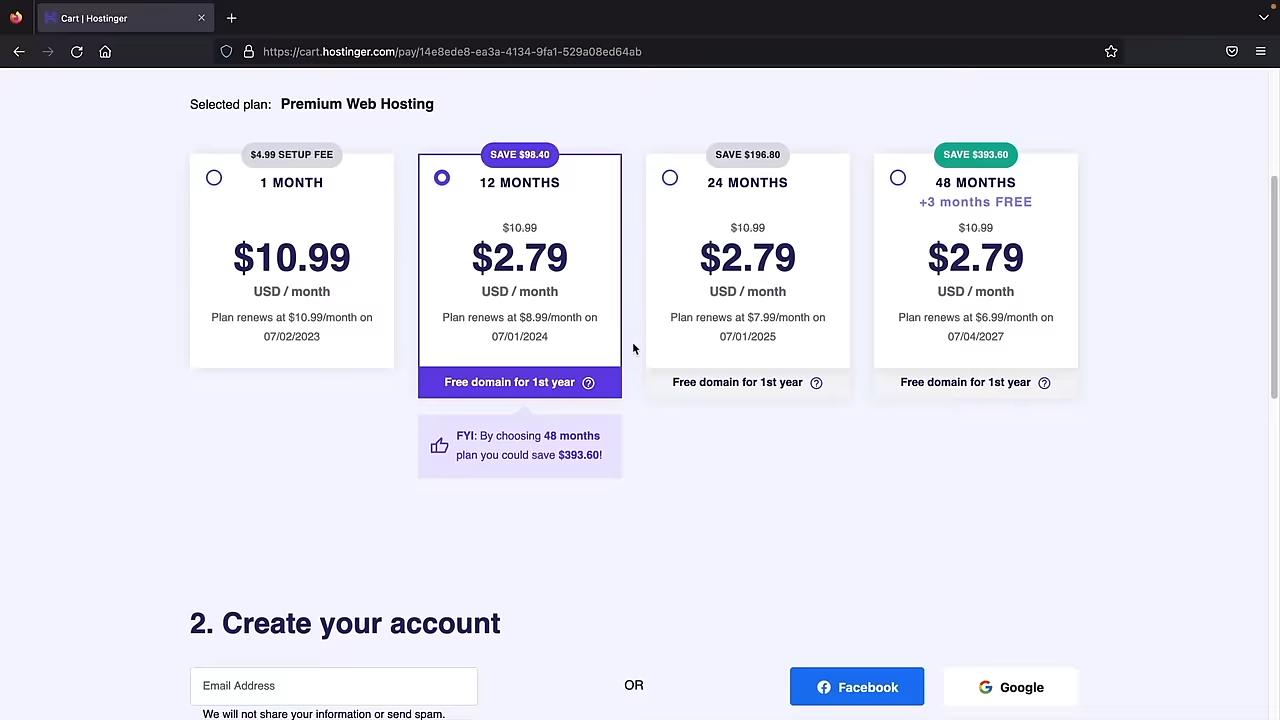 Cart | Hostinger
https://cart.hostinger.com/pay/14e8ede8-ea3a-4134-9fa1-529a08ed64ab
Selected plan: Premium Web Hosting
$4.99 SETUP FEE
1 MONTH
$10.99
USD / month
Plan renews at $10.99/month on
07/02/2023
SAVE $98.40
12 MONTHS
$10.99
$2.79
USD / month
Plan renews at $8.99/month on
07/01/2024
Free domain for 1st year
FYI: By choosing 48 months
plan you could save $393.60!
SAVE $196.80
24 MONTHS
$10.99
$2.79
USD / month
Plan renews at $7.99/month on
07/01/2025
Free domain for 1st year
SAVE $393.60
48 MONTHS
+3 months FREE
$10.99
$2.79
USD / month
Plan renews at $6.99/month on
07/04/2027
Free domain for 1st year
2. Create your account
Email Address
We will not share your information or send spam.
OR
Facebook
Google